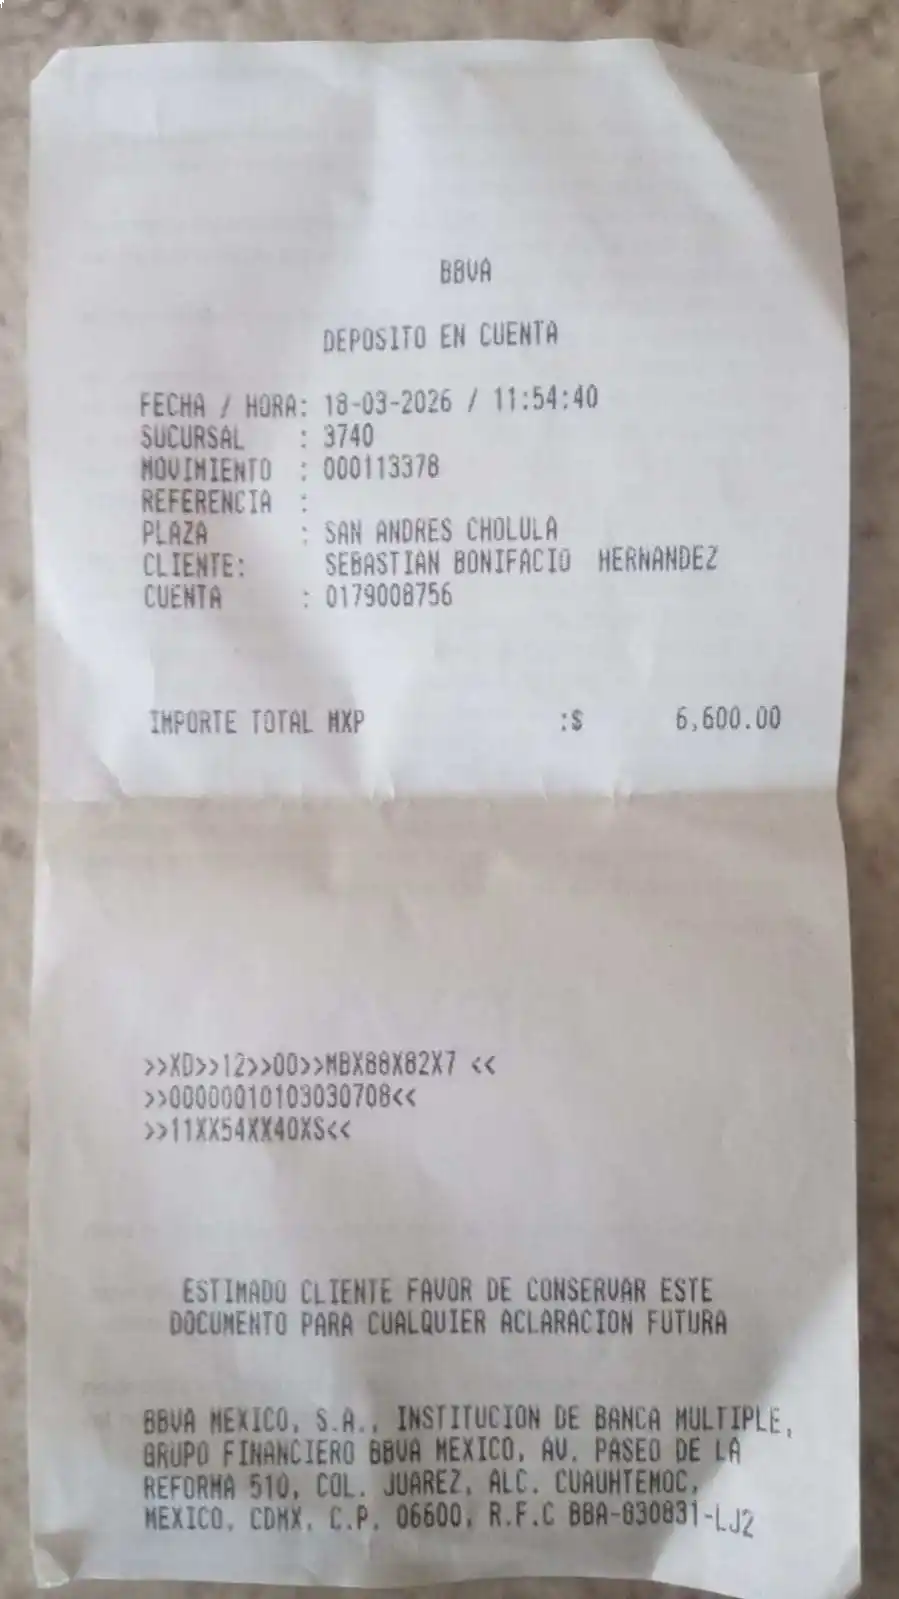 BBVA
DEPOSITO EN CUENTA
FECHA / HORA: 18-03-2026 / 11:54:40
SUCURSAL : 3740
MOVIMIENTO : 000113378
REFERENCIA :
PLAZA : SAN ANDRES CHOLULA
CLIENTE: SEBASTIAN BONIFACIO HERNANDEZ
CUENTA : 0179008756
IMPORTE TOTAL MXP :$ 6,600.00
>>XD>>12>>00>>MBX88X82X7 <<
>>00000010103030708<<
>>11XX54XX40XS<<
ESTIMADO CLIENTE FAVOR DE CONSERVAR ESTE
DOCUMENTO PARA CUALQUIER ACLARACION FUTURA
BBVA MEXICO, S.A., INSTITUCION DE BANCA MULTIPLE,
GRUPO FINANCIERO BBVA MEXICO, AV. PASEO DE LA
REFORMA 510, COL. JUAREZ, ALC. CUAUHTEMOC,
MEXICO, CDMX, C.P. 06600, R.F.C BBA-830831-LJ2